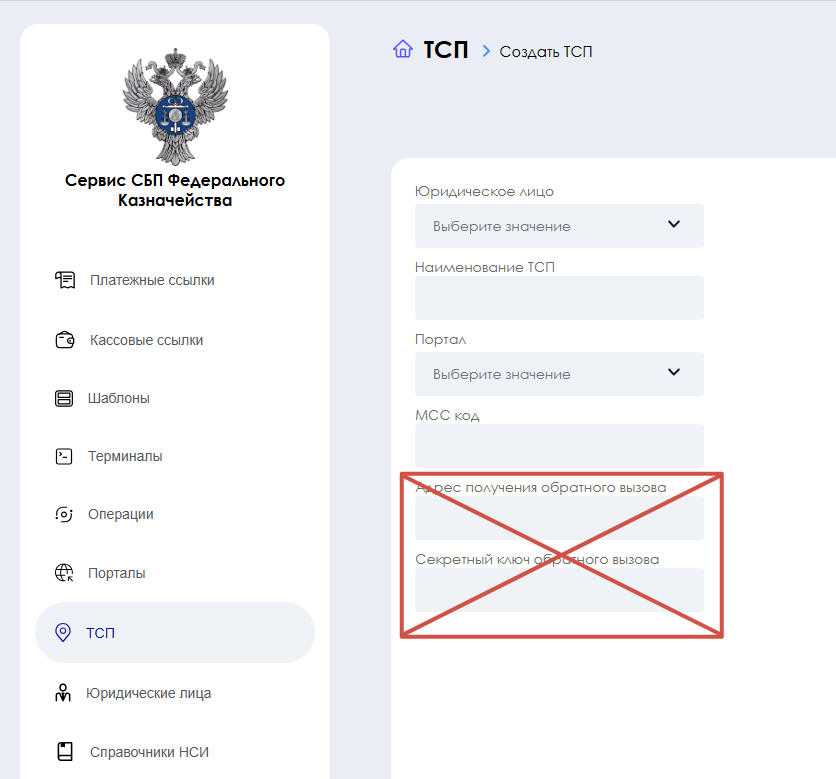 Сервис СБП Федерального
Казначейства
Платежные ссылки
Кассовые ссылки
Шаблоны
Терминалы
Операции
Порталы
ТСП
Юридические лица
Справочники НСИ
ТСП > Создать ТСП
Юридическое лицо
Выберите значение
Наименование ТСП
Портал
Выберите значение
МСС код
Адрес получения обратного вызова
Секретный ключ обратного вызова